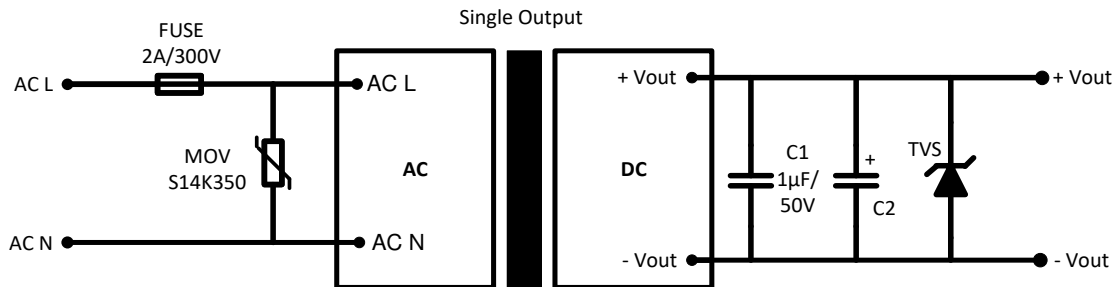 Single Output
FUSE
2A/300V
AC L
AC L
MOV
S14K350
AC
AC N
AC N
+ Vout
DC
- Vout
C1
1µF/
50V
+
C2
TVS
+ Vout
- Vout